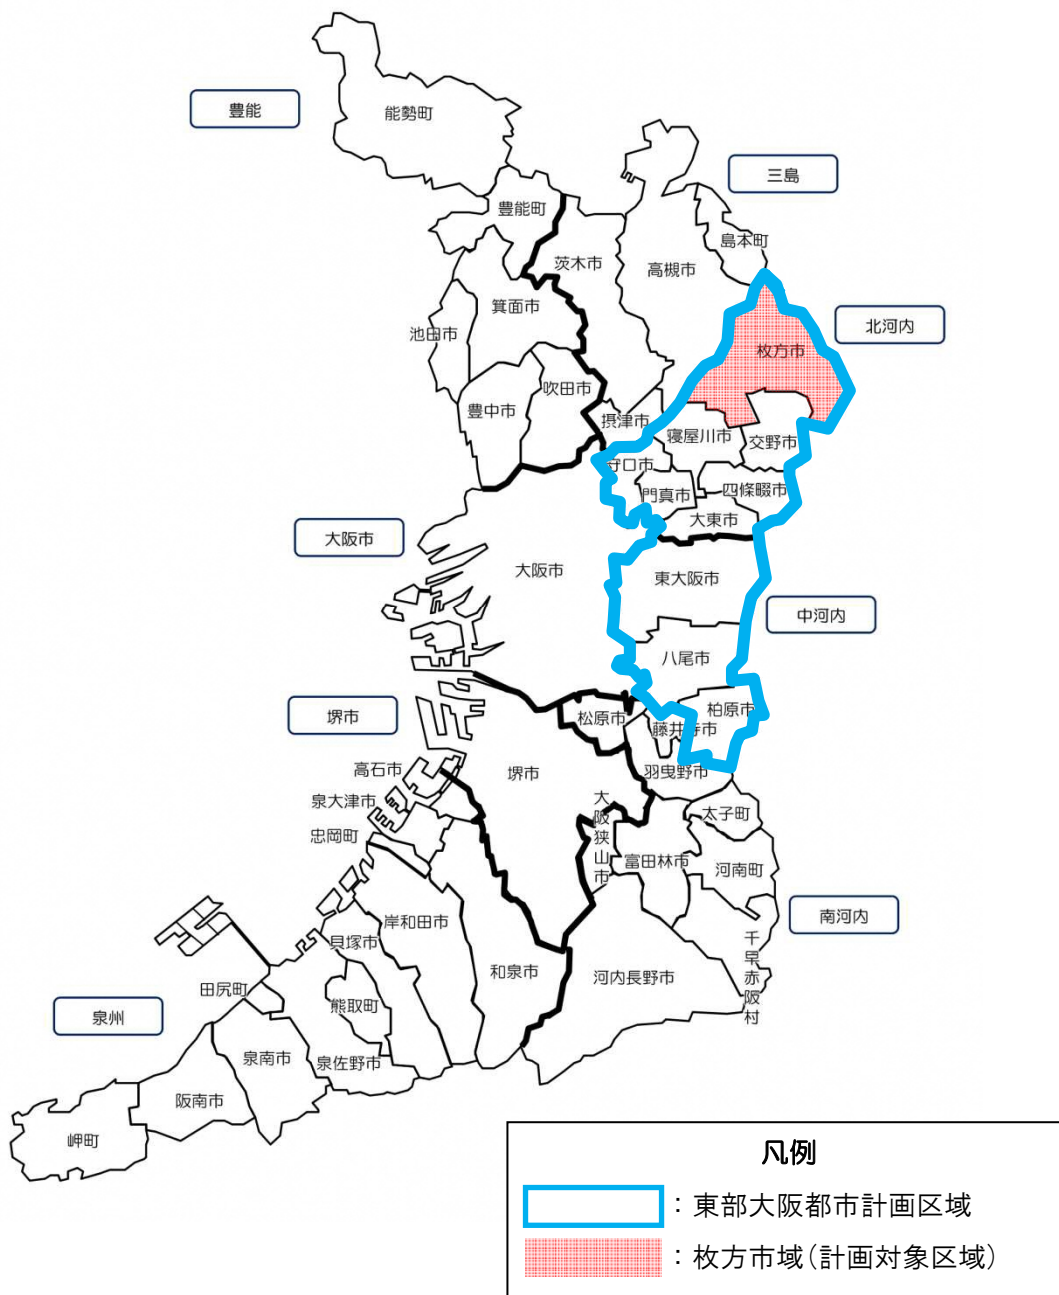 豊能
能勢町
三島
豊能町
島本町
茨木市
高槻市
箕面市
北河内
池田市
枚方市
吹田市
豊中市
摂津市
寝屋川市
交野市
守口市
門真市
四條畷市
大東市
大阪市
大阪市
東大阪市
中河内
八尾市
堺市
松原市
柏原市
藤井寺市
高石市
堺市
羽曳野市
泉大津市
大阪狭山市
太子町
忠岡町
富田林市
河南町
岸和田市
南河内
貝塚市
千早赤阪村
和泉市
河内長野市
田尻町
熊取町
泉州
泉南市
泉佐野市
阪南市
岬町
凡例
：東部大阪都市計画区域
：枚方市域(計画対象区域)